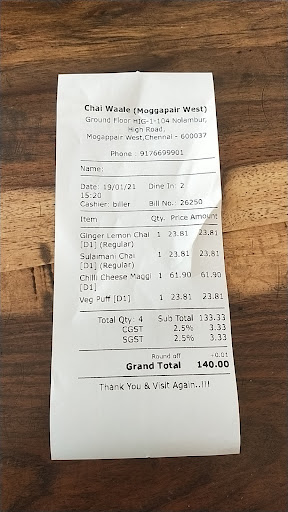 Chai Waale (Moggapair West)
Ground Floor HIG-1-104 Nolambur,
High Road,
Mogappair West,Chennai - 600037
Phone : 9176699901
Name:
Date: 19/01/21 Dine In: 2
15:20
Cashier: biller Bill No.: 26250
Item Qty. Price Amount
Ginger Lemon Chai 1 23.81 23.81
[D1] (Regular)
Sulaimani Chai 1 23.81 23.81
[D1] (Regular)
Chilli Cheese Maggi 1 61.90 61.90
[D1]
Veg Puff [D1] 1 23.81 23.81
Total Qty: 4 Sub Total 133.33
CGST 2.5% 3.33
SGST 2.5% 3.33
Round off +0.01
Grand Total 140.00
Thank You & Visit Again..!!!